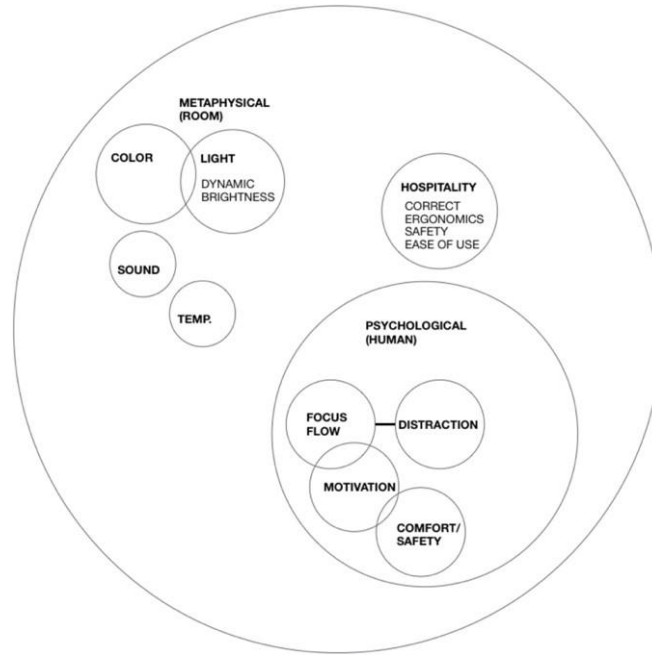 METAPHYSICAL
(ROOM)
COLOR
LIGHT
DYNAMIC
BRIGHTNESS
SOUND
TEMP.
HOSPITALITY
CORRECT
ERGONOMICS
SAFETY
EASE OF USE
PSYCHOLOGICAL
(HUMAN)
FOCUS
FLOW
DISTRACTION
MOTIVATION
COMFORT/
SAFETY